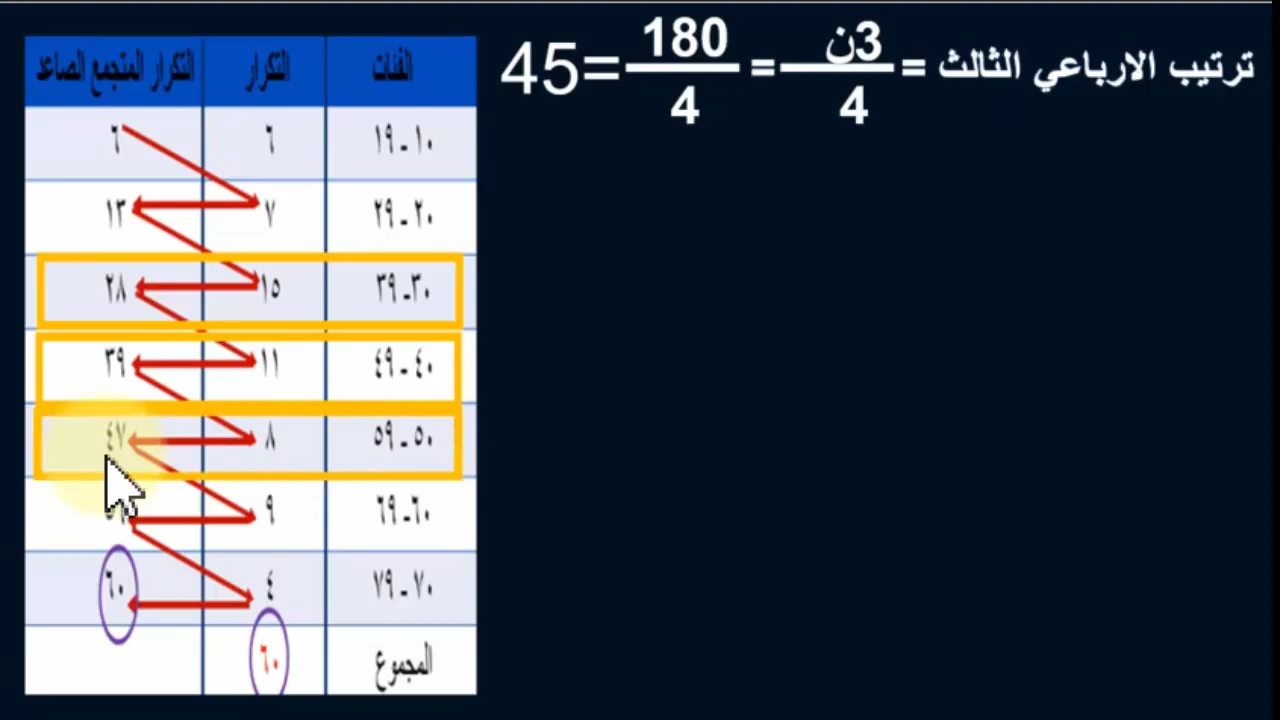 ترتيب الارباعي الثالث = 3ن/4 = 180/4 =45
الفئات التكرار التكرار المتجمع الصاعد
١٠ - ١٩ ٦ ٦
٢٠ - ٢٩ ٧ ١٣
٣٠- ٣٩ ١٥ ٢٨
٤٠ - ٤٩ ١١ ٣٩
٥٠ - ٥٩ ٨ ٤٧
٦٠- ٦٩ ٩
٧٠ - ٧٩ ٤ ٦٠
المجموع ٦٠